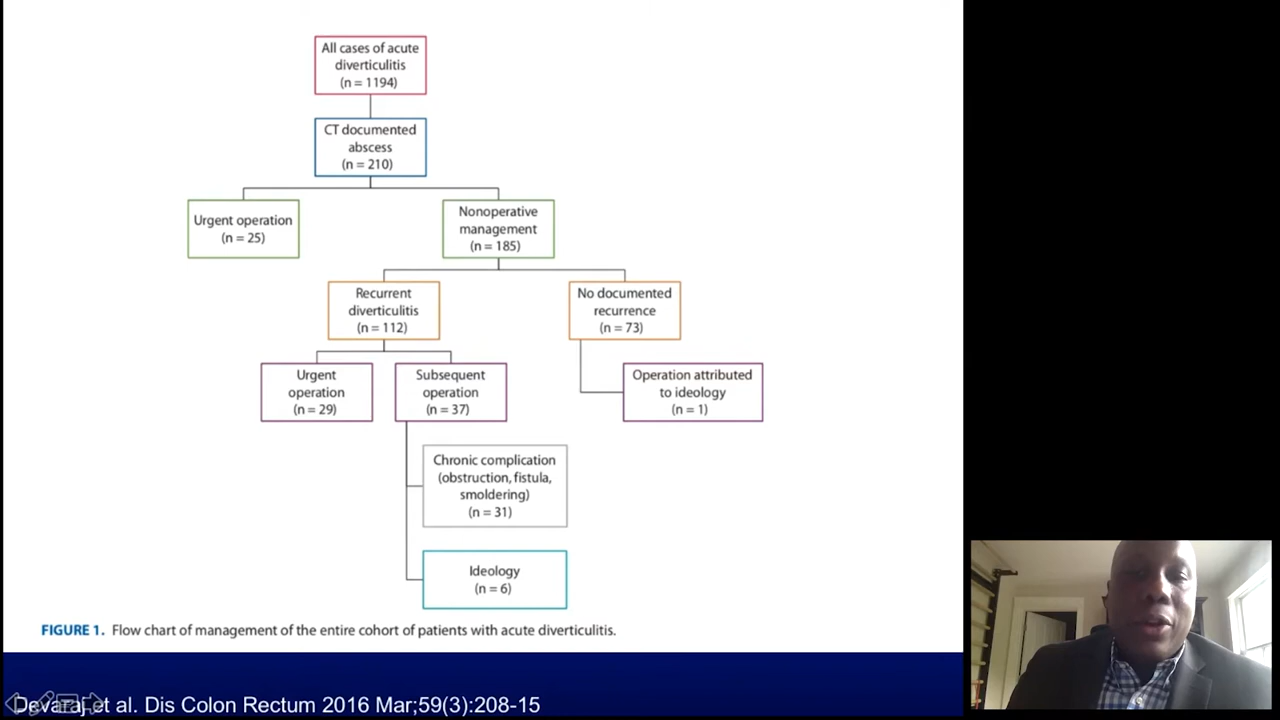 All cases of acute
diverticulitis
(n = 1194)
CT documented
abscess
(n = 210)
Urgent operation
(n = 25)
Nonoperative
management
(n = 185)
Recurrent
diverticulitis
(n = 112)
No documented
recurrence
(n = 73)
Urgent
operation
(n = 29)
Subsequent
operation
(n = 37)
Operation attributed
to ideology
(n = 1)
Chronic complication
(obstruction, fistula,
smoldering)
(n = 31)
Ideology
(n = 6)
FIGURE 1. Flow chart of management of the entire cohort of patients with acute diverticulitis.
Devaraj et al. Dis Colon Rectum 2016 Mar;59(3):208-15